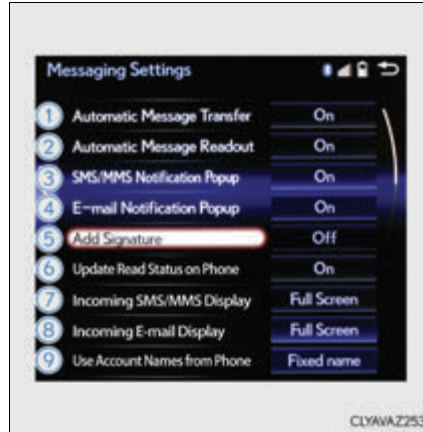 Messaging Settings
1 Automatic Message Transfer On
2 Automatic Message Readout On
3 SMS/MMS Notification Popup On
4 E-mail Notification Popup On
5 Add Signature Off
6 Update Read Status on Phone On
7 Incoming SMS/MMS Display Full Screen
8 Incoming E-mail Display Full Screen
9 Use Account Names from Phone Fixed name
CLYAVAZ253